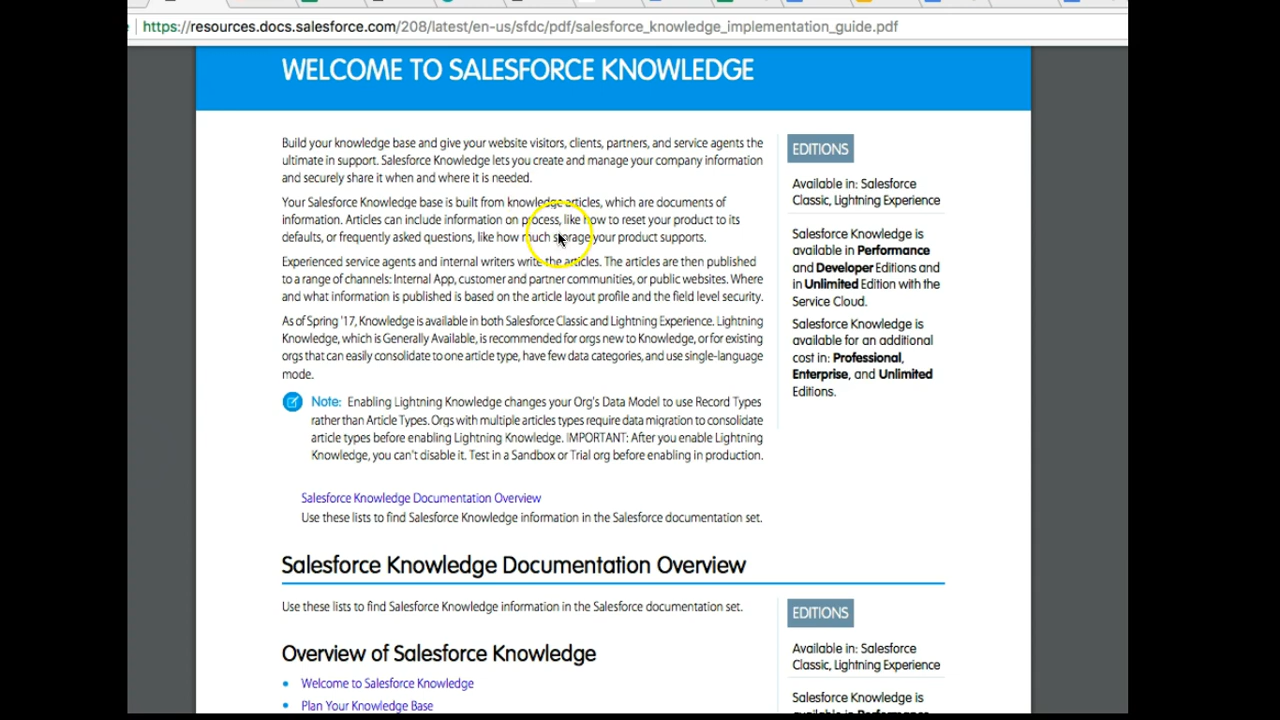 https://resources.docs.salesforce.com/208/latest/en-us/sfdc/pdf/salesforce_knowledge_implementation_guide.pdf
WELCOME TO SALESFORCE KNOWLEDGE
Build your knowledge base and give your website visitors, clients, partners, and service agents the
ultimate in support. Salesforce Knowledge lets you create and manage your company information
and securely share it when and where it is needed.
Your Salesforce Knowledge base is built from knowledge articles, which are documents of
information. Articles can include information on process, like how to reset your product to its
defaults, or frequently asked questions, like how much storage your product supports.
Experienced service agents and internal writers write the articles. The articles are then published
to a range of channels: Internal App, customer and partner communities, or public websites. Where
and what information is published is based on the article layout profile and the field level security.
As of Spring '17, Knowledge is available in both Salesforce Classic and Lightning Experience. Lightning
Knowledge, which is Generally Available, is recommended for orgs new to Knowledge, or for existing
orgs that can easily consolidate to one article type, have few data categories, and use single-language
mode.
Note: Enabling Lightning Knowledge changes your Org's Data Model to use Record Types
rather than Article Types. Orgs with multiple articles types require data migration to consolidate
article types before enabling Lightning Knowledge. IMPORTANT: After you enable Lightning
Knowledge, you can't disable it. Test in a Sandbox or Trial org before enabling in production.
Salesforce Knowledge Documentation Overview
Use these lists to find Salesforce Knowledge information in the Salesforce documentation set.
EDITIONS
Available in: Salesforce
Classic, Lightning Experience
Salesforce Knowledge is
available in Performance
and Developer Editions and
in Unlimited Edition with the
Service Cloud.
Salesforce Knowledge is
available for an additional
cost in: Professional,
Enterprise, and Unlimited
Editions.
Salesforce Knowledge Documentation Overview
Use these lists to find Salesforce Knowledge information in the Salesforce documentation set.
Overview of Salesforce Knowledge
• Welcome to Salesforce Knowledge
• Plan Your Knowledge Base
EDITIONS
Available in: Salesforce
Classic, Lightning Experience
Salesforce Knowledge is